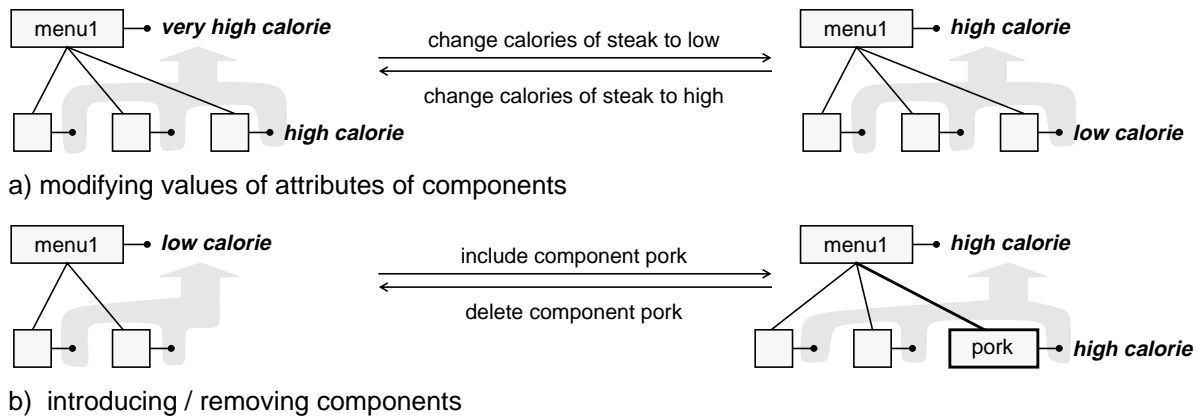 menu1 very high calorie
change calories of steak to low
menu1 high calorie
change calories of steak to high
high calorie
low calorie
a) modifying values of attributes of components
menu1 low calorie
include component pork
menu1 high calorie
delete component pork
pork high calorie
b) introducing / removing components